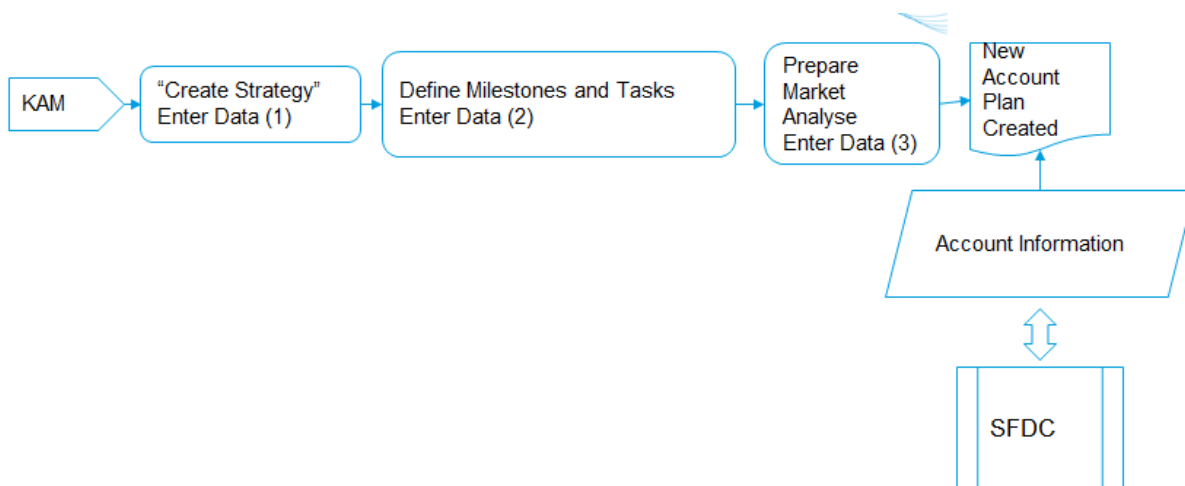 KAM
“Create Strategy”
Enter Data (1)
Define Milestones and Tasks
Enter Data (2)
Prepare
Market
Analyse
Enter Data (3)
New
Account
Plan
Created
Account Information
SFDC